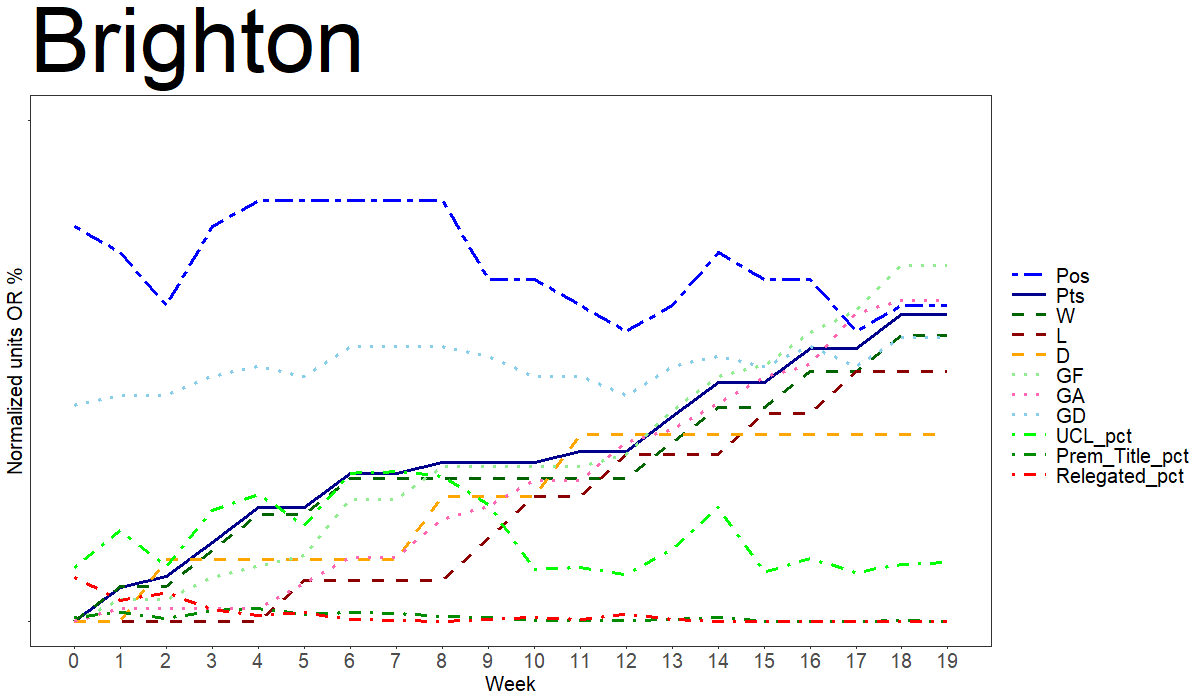 Brighton
Normalized units OR %
Pos
Pts
W
L
D
GF
GA
GD
UCL_pct
Prem_Title_pct
Relegated_pct
0 1 2 3 4 5 6 7 8 9 10 11 12 13 14 15 16 17 18 19
Week